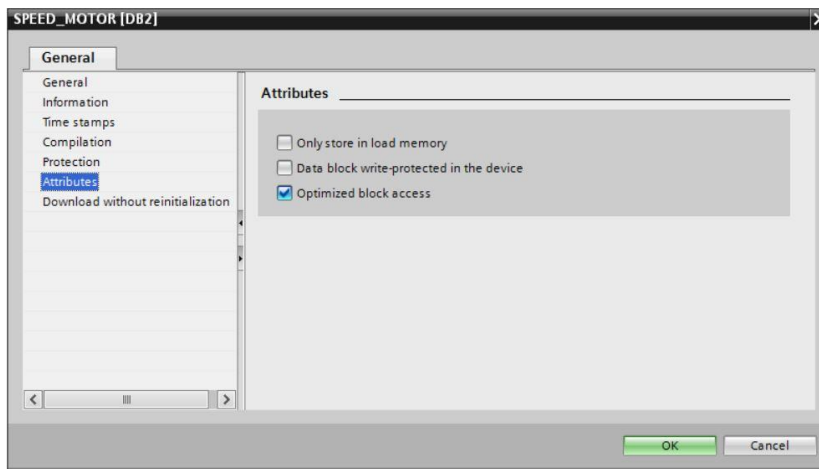 SPEED_MOTOR [DB2]
General
General
Information
Time stamps
Compilation
Protection
Attributes
Download without reinitialization
Attributes
Only store in load memory
Data block write-protected in the device
Optimized block access
OK
Cancel